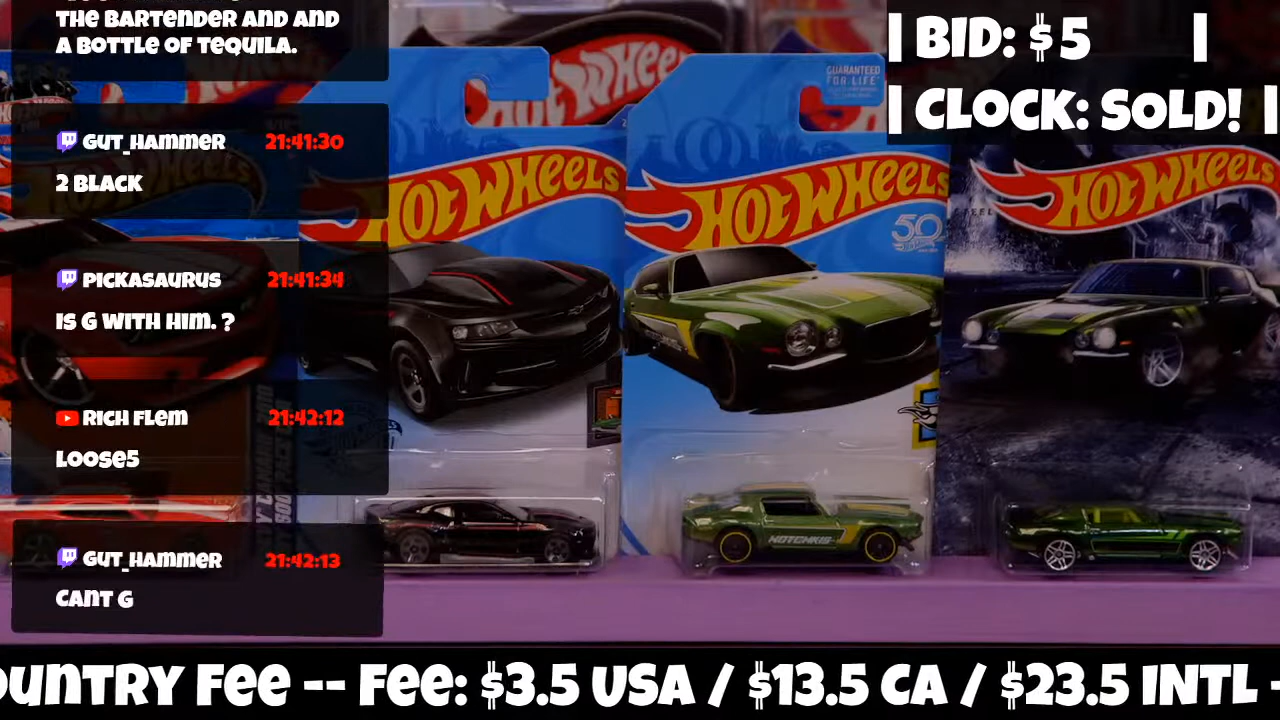 THE BARTENDER AND AND
A BOTTLE OF TEQUILA.
GUT_HAMMER 21:41:30
2 BLACK
PICKASAURUS 21:41:34
IS G WITH HIM. ?
RICH FLEM 21:42:12
LOOSE5
GUT_HAMMER 21:42:13
CANT G
| BID: $5 |
| CLOCK: SOLD! |
Hot Wheels
Hot Wheels
GUARANTEED
FOR LIFE
Hot Wheels
50
HOTCHKIS
Hot Wheels
OUNTRY FEE -- FEE: $3.5 USA / $13.5 CA / $23.5 INTL -